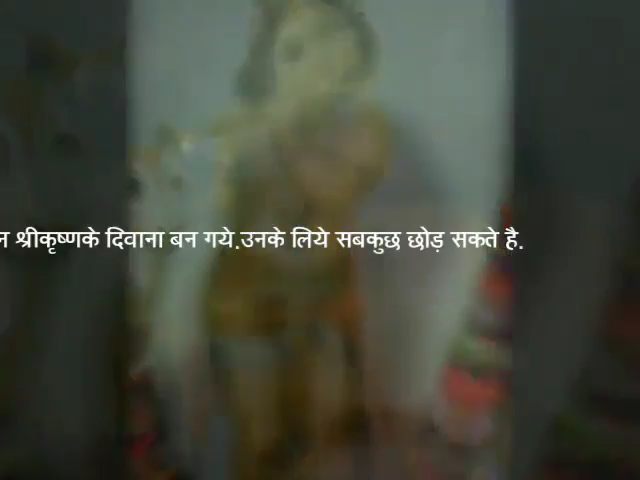 श्रीकृष्णके दिवाना बन गये.उनके लिये सबकुछ छोड़ सकते है.